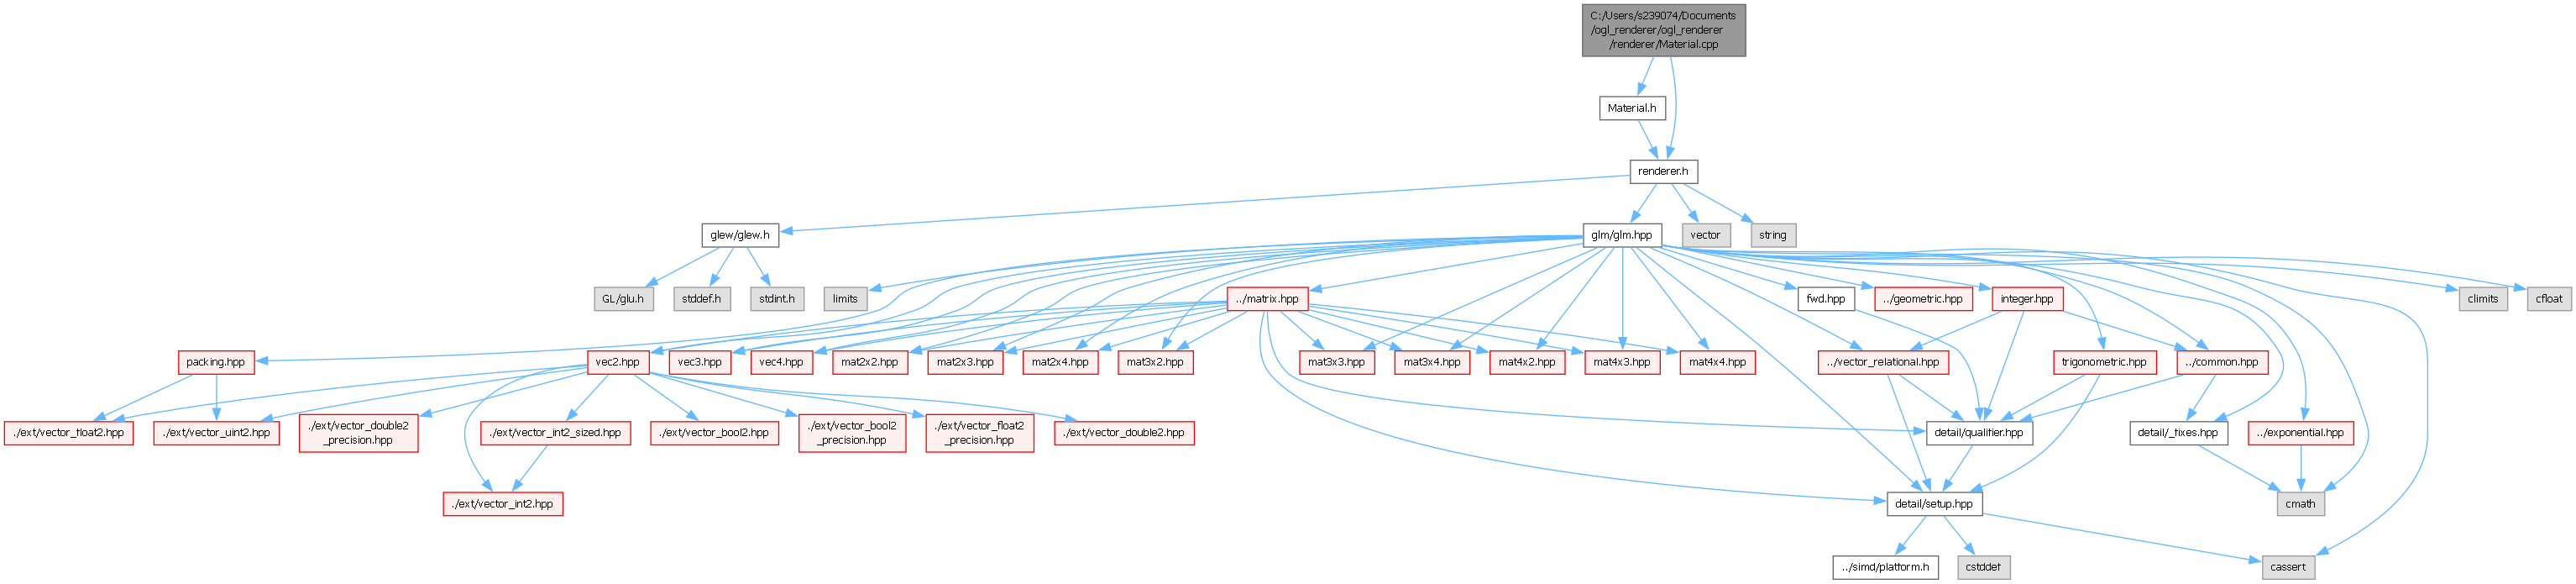 C:/Users/s239074/Documents
/ogl_renderer/ogl_renderer
/renderer/Material.cpp
Material.h
renderer.h
glew/glew.h
glm/glm.hpp
vector
string
GL/glu.h
stddef.h
stdint.h
limits
../matrix.hpp
fwd.hpp
../geometric.hpp
integer.hpp
climits
cfloat
packing.hpp
vec2.hpp
vec3.hpp
vec4.hpp
mat2x2.hpp
mat2x3.hpp
mat2x4.hpp
mat3x2.hpp
mat3x3.hpp
mat3x4.hpp
mat4x2.hpp
mat4x3.hpp
mat4x4.hpp
../vector_relational.hpp
trigonometric.hpp
../common.hpp
./ext/vector_float2.hpp
./ext/vector_uint2.hpp
./ext/vector_double2
_precision.hpp
./ext/vector_int2_sized.hpp
./ext/vector_bool2.hpp
./ext/vector_bool2
_precision.hpp
./ext/vector_float2
_precision.hpp
./ext/vector_double2.hpp
detail/qualifier.hpp
detail/_fixes.hpp
../exponential.hpp
./ext/vector_int2.hpp
detail/setup.hpp
cmath
../simd/platform.h
cstddef
cassert